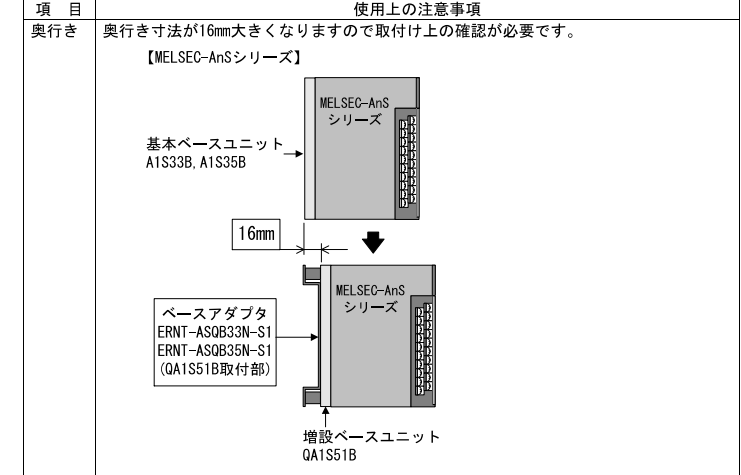 項　目
使用上の注意事項
奥行き
奥行き寸法が16mm大きくなりますので取付け上の確認が必要です。
【MELSEC-AnSシリーズ】
MELSEC-AnS
シリーズ
基本ベースユニット
A1S33B, A1S35B
16mm
MELSEC-AnS
シリーズ
ベースアダプタ
ERNT-ASQB33N-S1
ERNT-ASQB35N-S1
(QA1S51B取付部)
増設ベースユニット
QA1S51B